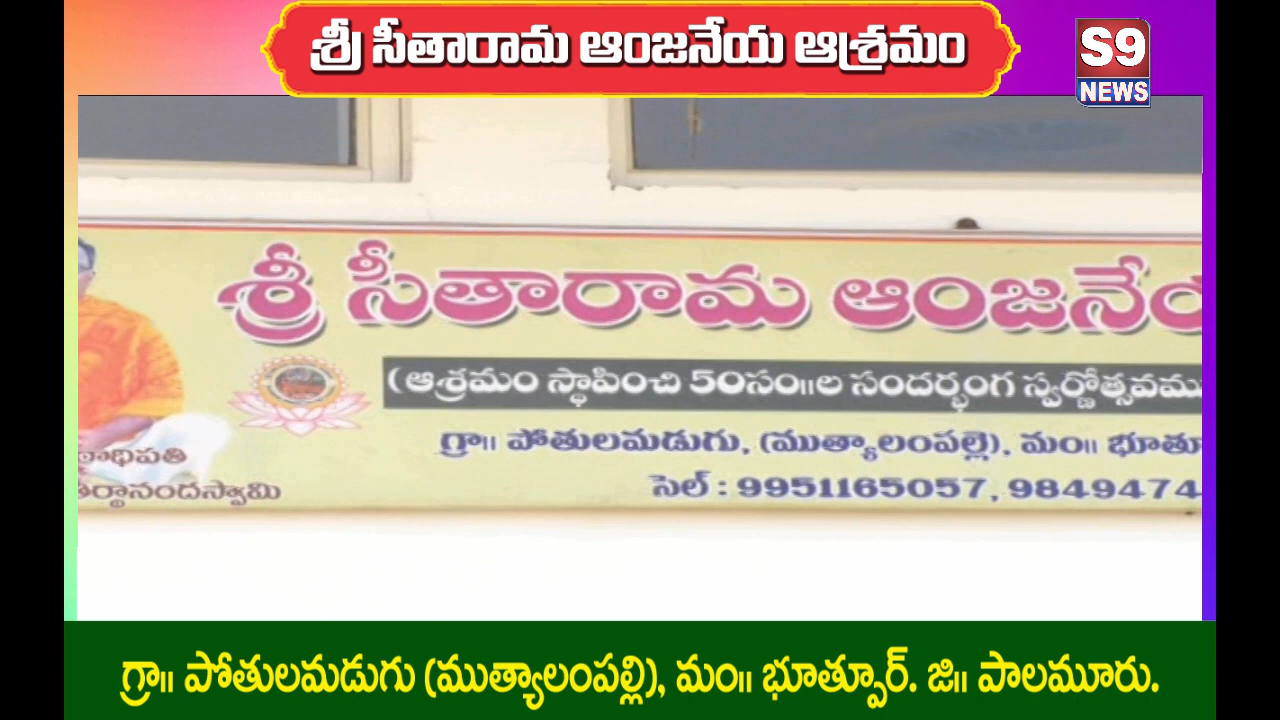 శ్రీ సీతారామ ఆంజనేయ ఆశ్రమం
S9
NEWS
శ్రీ సీతారామ ఆంజనేయ
(ఆశ్రమం స్థాపించి 50సం॥ల సందర్భంగ స్వర్ణోత్సవము
గ్రా॥ పోతులమడుగు, (ముత్యాలంపల్లె), మం॥ భూతూ
సెల్ : 9951165057, 9849474
రాధిపతి
ర్థానందస్వామి
గ్రా॥ పోతులమడుగు (ముత్యాలంపల్లి), మం॥ భూత్పూర్. జి॥ పాలమూరు.